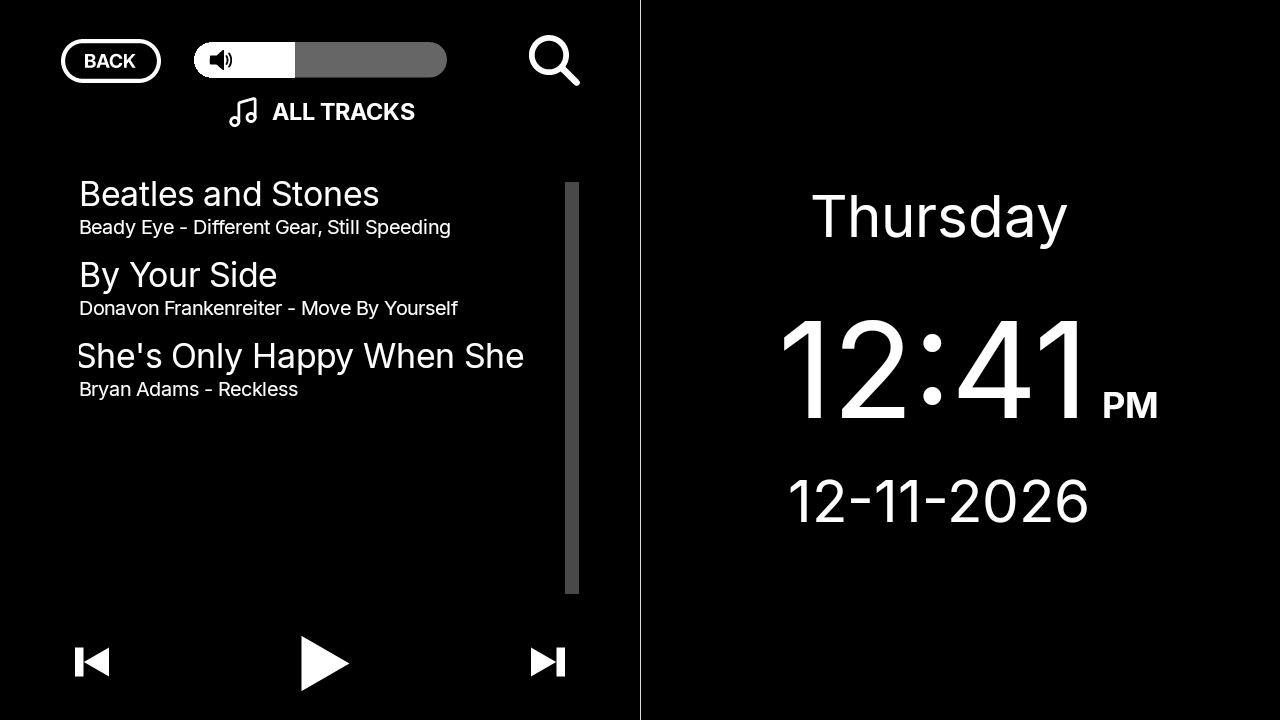 BACK
ALL TRACKS
Beatles and Stones
Beady Eye - Different Gear, Still Speeding
By Your Side
Donavon Frankenreiter - Move By Yourself
She's Only Happy When She
Bryan Adams - Reckless
Thursday
12:41 PM
12-11-2026